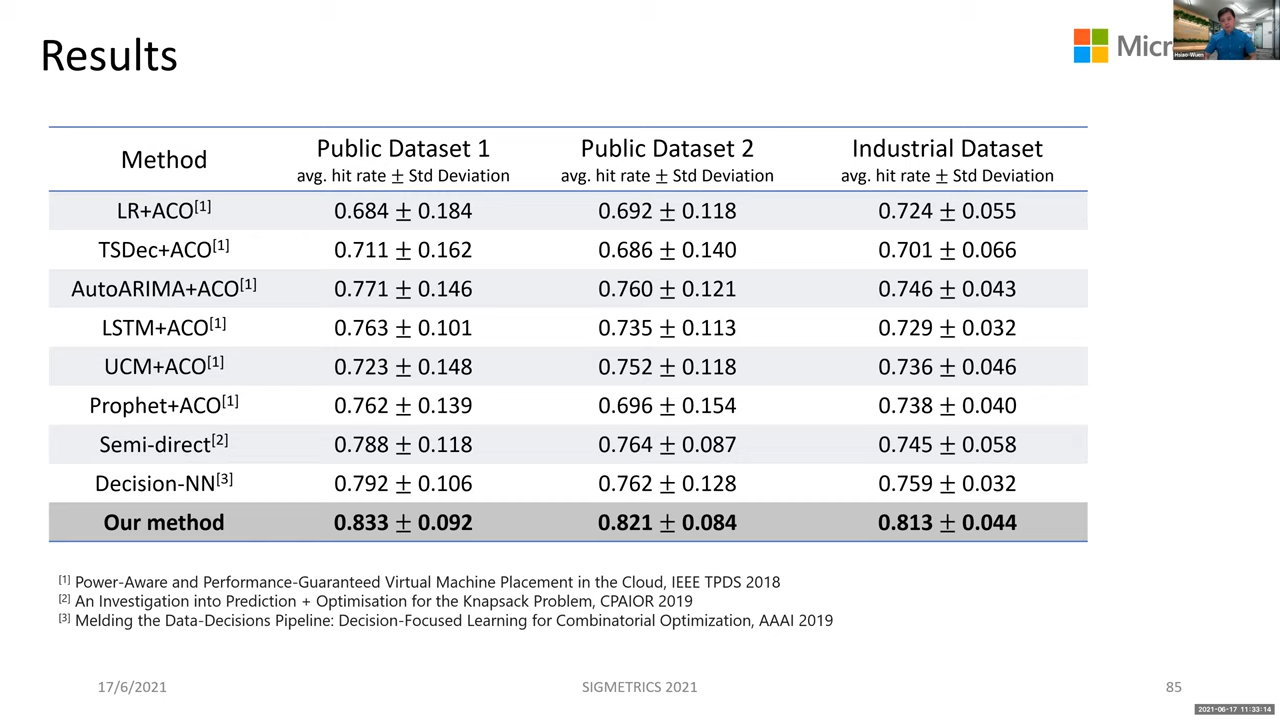 Results
Micr
Hsiao-Wuen
Method Public Dataset 1 Public Dataset 2 Industrial Dataset
avg. hit rate ± Std Deviation avg. hit rate ± Std Deviation avg. hit rate ± Std Deviation
LR+ACO[1] 0.684 ± 0.184 0.692 ± 0.118 0.724 ± 0.055
TSDec+ACO[1] 0.711 ± 0.162 0.686 ± 0.140 0.701 ± 0.066
AutoARIMA+ACO[1] 0.771 ± 0.146 0.760 ± 0.121 0.746 ± 0.043
LSTM+ACO[1] 0.763 ± 0.101 0.735 ± 0.113 0.729 ± 0.032
UCM+ACO[1] 0.723 ± 0.148 0.752 ± 0.118 0.736 ± 0.046
Prophet+ACO[1] 0.762 ± 0.139 0.696 ± 0.154 0.738 ± 0.040
Semi-direct[2] 0.788 ± 0.118 0.764 ± 0.087 0.745 ± 0.058
Decision-NN[3] 0.792 ± 0.106 0.762 ± 0.128 0.759 ± 0.032
Our method 0.833 ± 0.092 0.821 ± 0.084 0.813 ± 0.044
[1] Power-Aware and Performance-Guaranteed Virtual Machine Placement in the Cloud, IEEE TPDS 2018
[2] An Investigation into Prediction + Optimisation for the Knapsack Problem, CPAIOR 2019
[3] Melding the Data-Decisions Pipeline: Decision-Focused Learning for Combinatorial Optimization, AAAI 2019
17/6/2021 SIGMETRICS 2021 85
2021-06-17 11:33:14